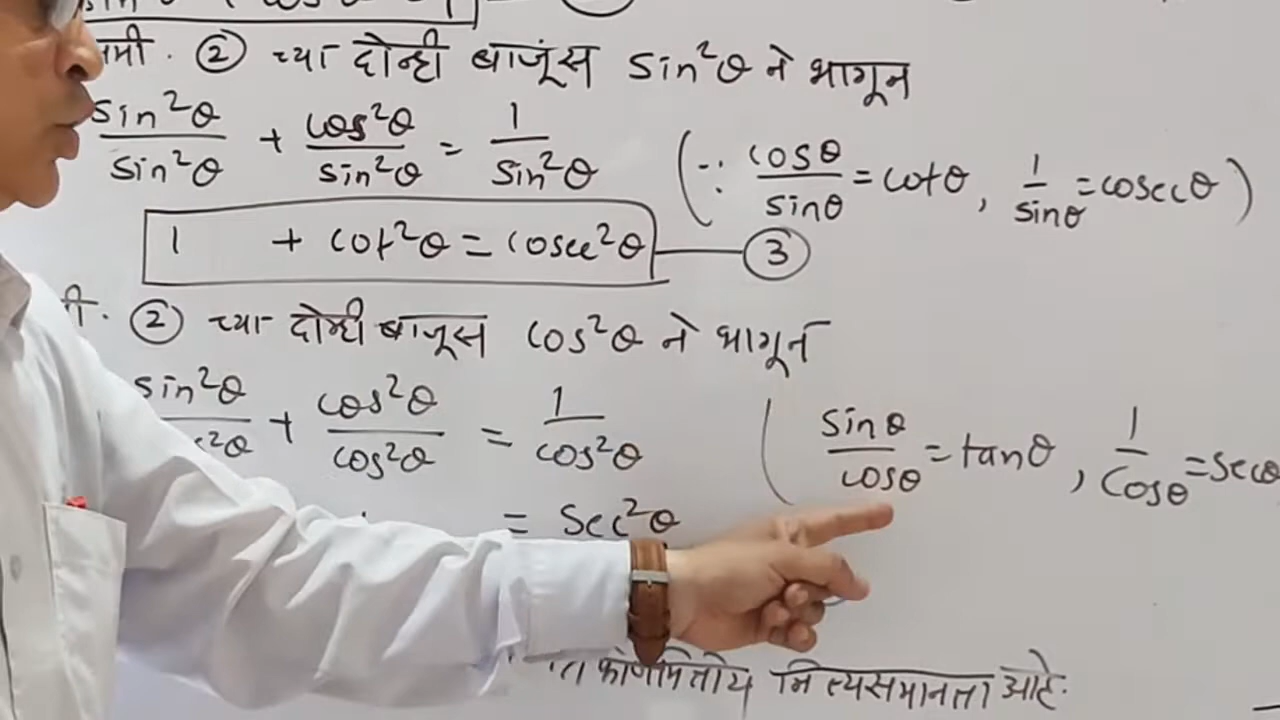 . ② च्या दोन्ही बाजूंस sin²θ ने भागून
sin²θ/sin²θ + cos²θ/sin²θ = 1/sin²θ (∵ cosθ/sinθ = cotθ, 1/sinθ = cosecθ)
1 + cot²θ = cosec²θ — ③
. ② च्या दोन्ही बाजूस cos²θ ने भागून
sin²θ + cos²θ/cos²θ = 1/cos²θ ( sinθ/cosθ = tanθ, 1/cosθ = secθ
= sec²θ
कोणमितीय नित्यसमानता आहे.